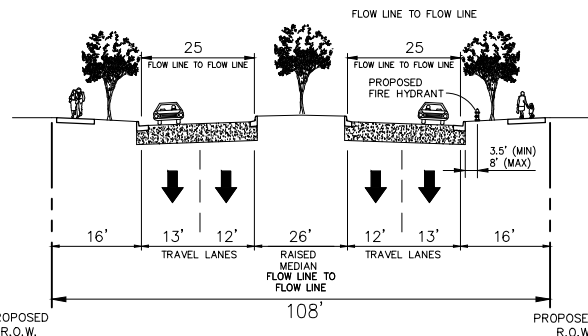 FLOW LINE TO FLOW LINE
25
FLOW LINE TO FLOW LINE
25
FLOW LINE TO FLOW LINE
PROPOSED
FIRE HYDRANT
3.5' (MIN)
8' (MAX)
16'
13'
12'
26'
12'
13'
16'
TRAVEL LANES
RAISED
MEDIAN
FLOW LINE TO
FLOW LINE
TRAVEL LANES
108'
ROPOSED
R.O.W.
PROPOSE
R.O.W